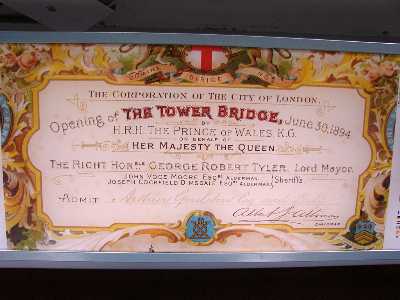 DOMINE DIRIGE NOS
THE CORPORATION OF THE CITY OF LONDON.
Opening of THE TOWER BRIDGE, June 30, 1894
BY
H.R.H. THE PRINCE OF WALES, K.G.
ON BEHALF OF
HER MAJESTY THE QUEEN.
THE RIGHT HONBLE GEORGE ROBERT TYLER, Lord Mayor.
JOHN VOCE MOORE ESQRE ALDERMAN.
JOSEPH COCKFIELD DIMSDALE ESQRE ALDERMAN. Sheriffs.
ADMIT
CHAIRMAN